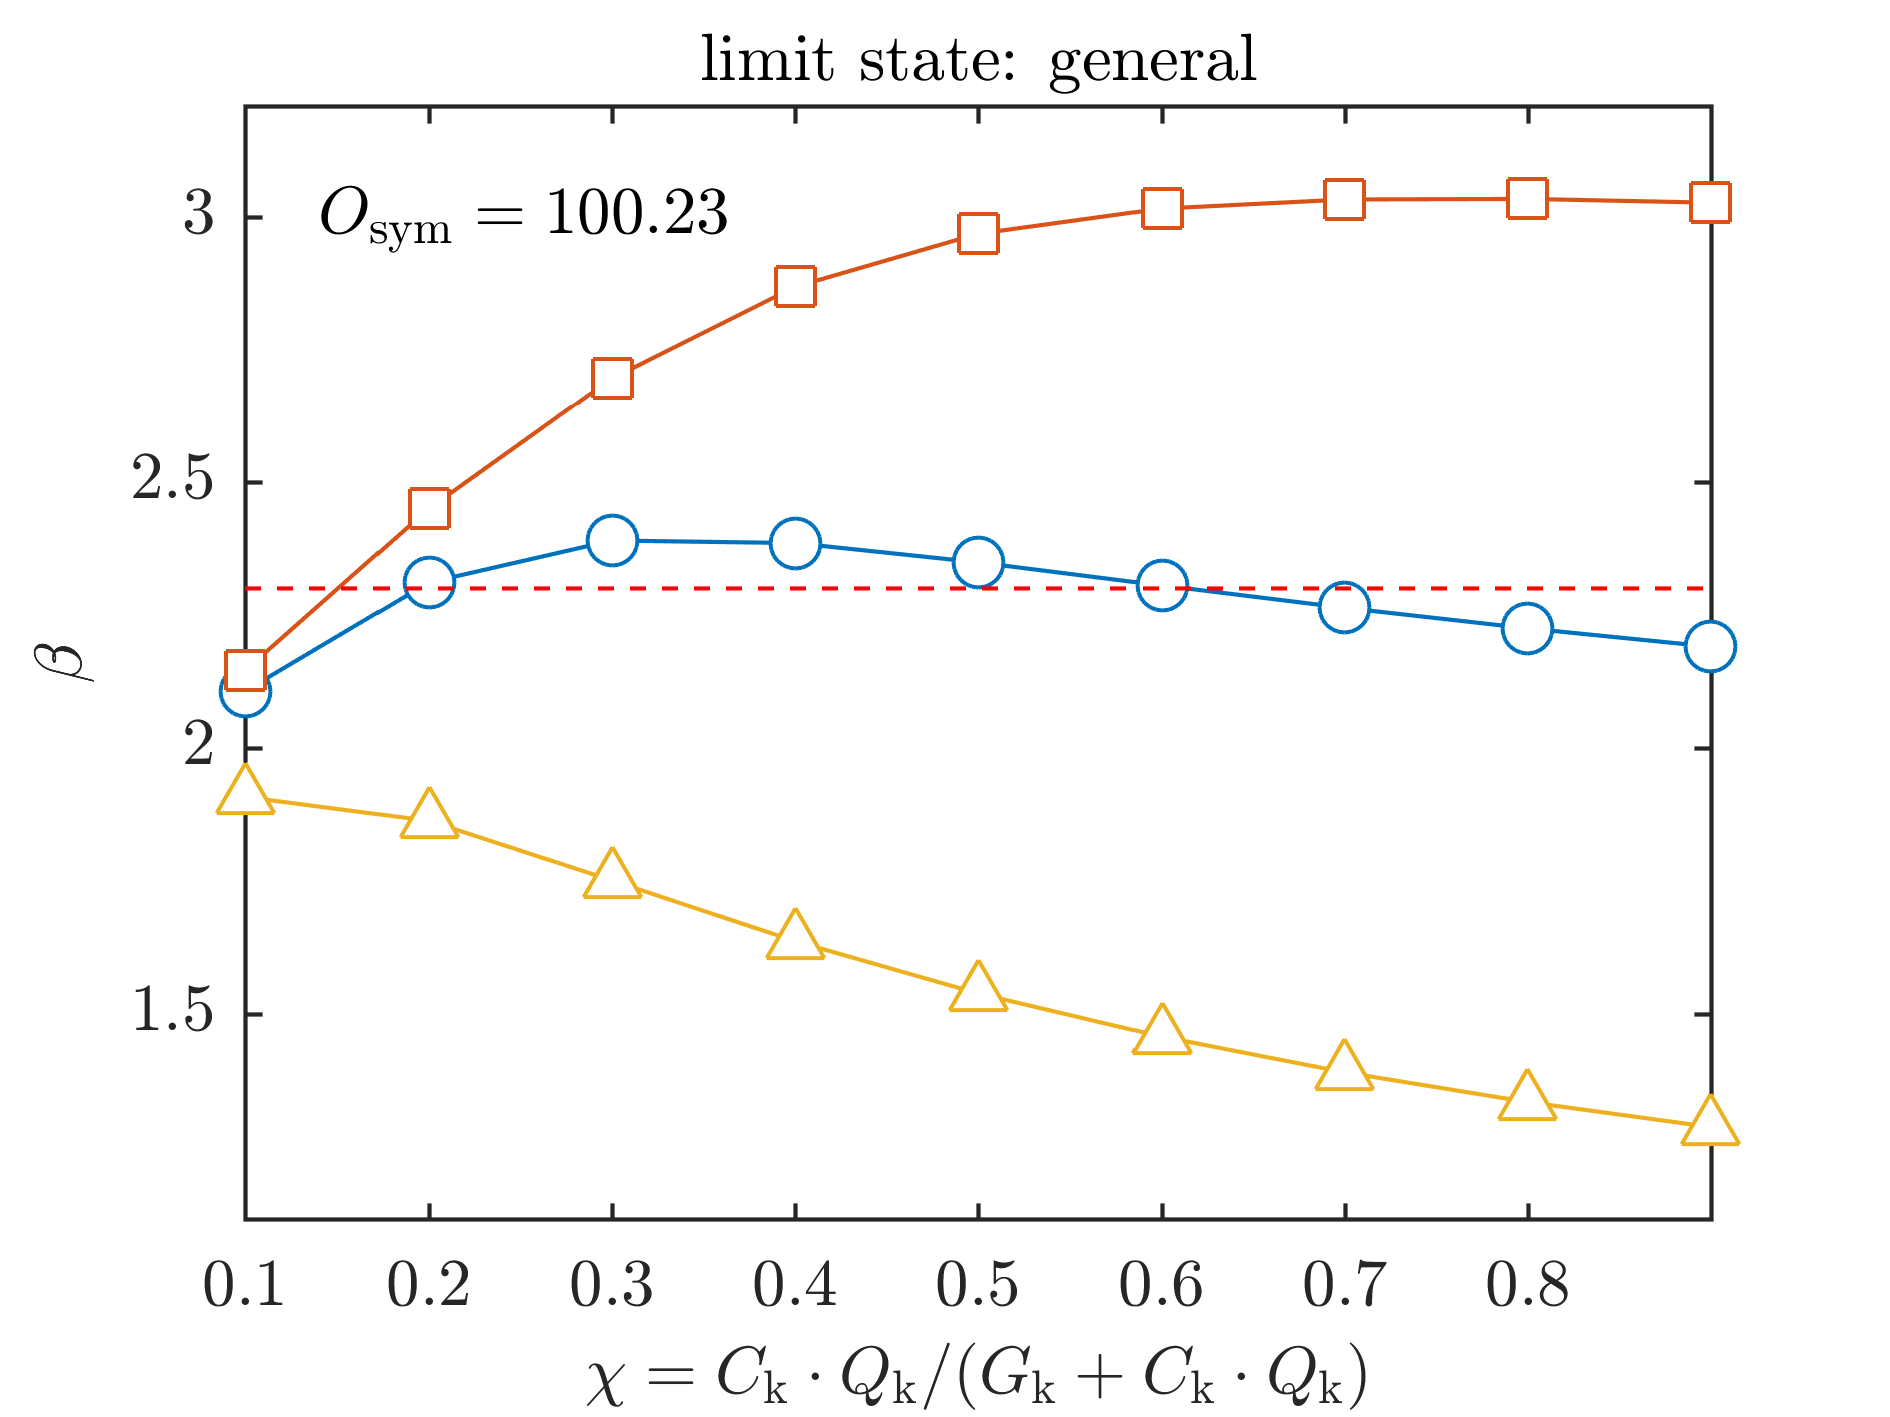 limit state: general
3
O_sym = 100.23
2.5
β
2
1.5
0.1 0.2 0.3 0.4 0.5 0.6 0.7 0.8
χ = C_k · Q_k/(G_k + C_k · Q_k)